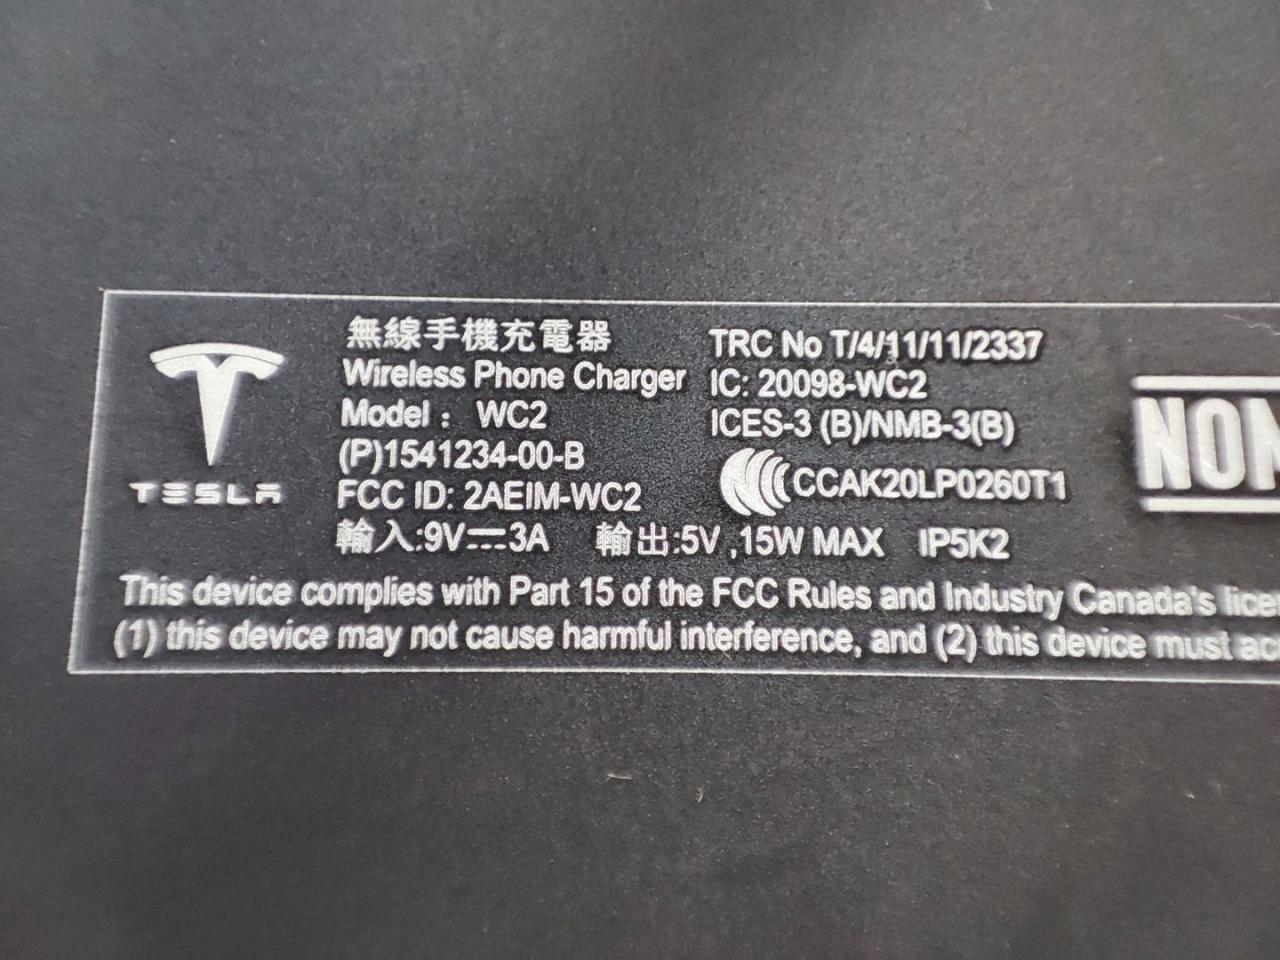 TESLA
無線手機充電器
Wireless Phone Charger
Model： WC2
(P)1541234-00-B
FCC ID: 2AEIM-WC2
輸入:9V⎓3A 輸出:5V ,15W MAX IP5K2
TRC No T/4/11/11/2337
IC: 20098-WC2
ICES-3 (B)/NMB-3(B)
CCAK20LP0260T1
NOM
This device complies with Part 15 of the FCC Rules and Industry Canada's
(1) this device may not cause harmful interference, and (2) this device must